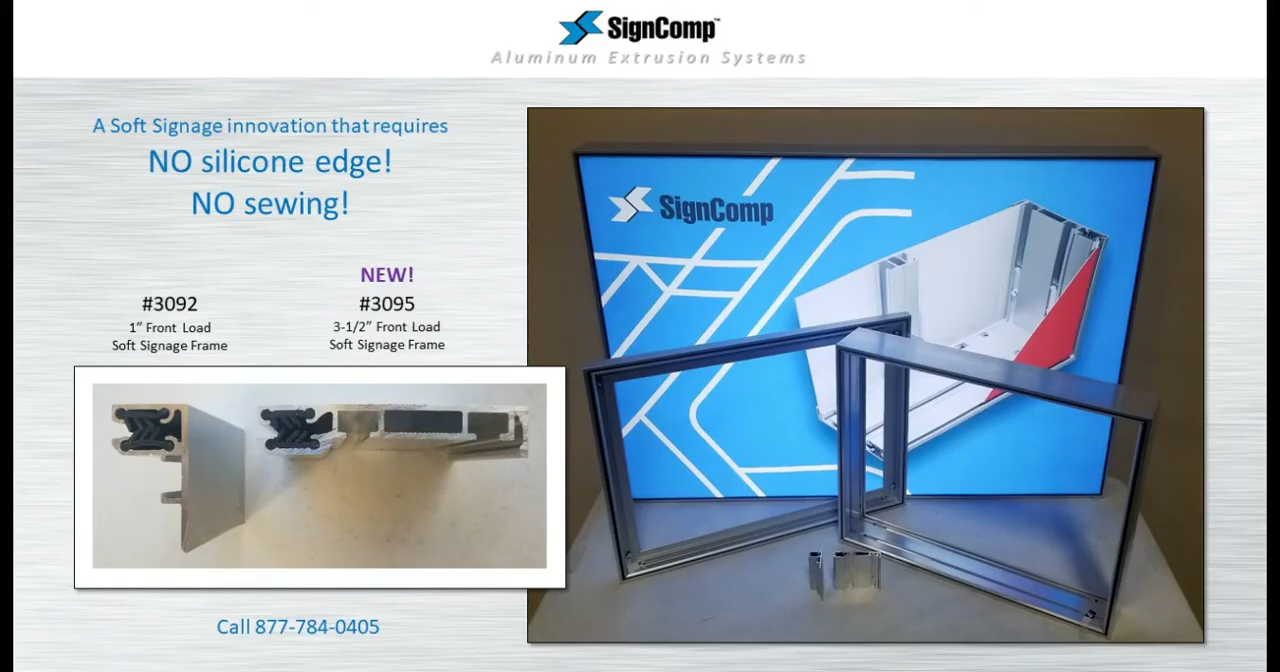 SignComp™
Aluminum Extrusion Systems
A Soft Signage innovation that requires
NO silicone edge!
NO sewing!
#3092
1” Front Load
Soft Signage Frame
NEW!
#3095
3-1/2” Front Load
Soft Signage Frame
SignComp
Call 877-784-0405